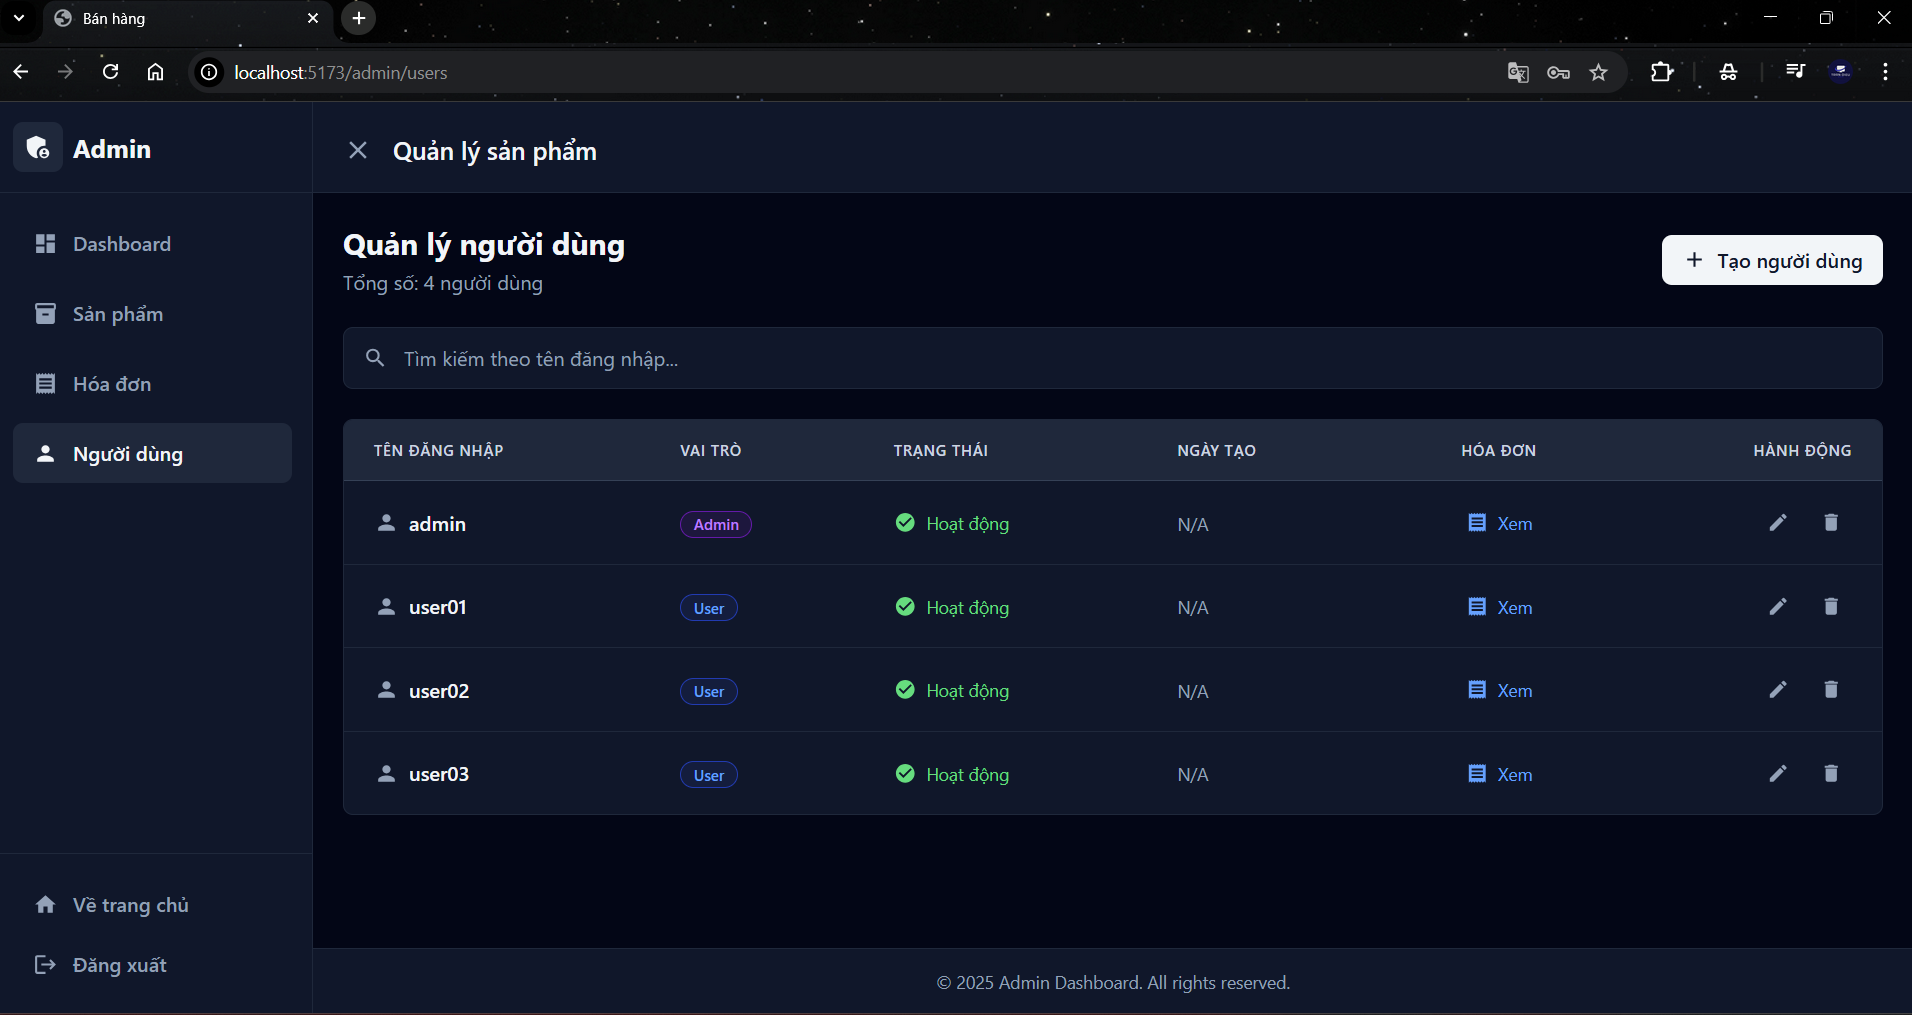 Bán hàng
localhost:5173/admin/users
Admin
Quản lý sản phẩm
Dashboard
Sản phẩm
Hóa đơn
Người dùng
Về trang chủ
Đăng xuất
Quản lý người dùng
Tổng số: 4 người dùng
Tạo người dùng
Tìm kiếm theo tên đăng nhập...
TÊN ĐĂNG NHẬP VAI TRÒ TRẠNG THÁI NGÀY TẠO HÓA ĐƠN HÀNH ĐỘNG
admin Admin Hoạt động N/A Xem
user01 User Hoạt động N/A Xem
user02 User Hoạt động N/A Xem
user03 User Hoạt động N/A Xem
© 2025 Admin Dashboard. All rights reserved.